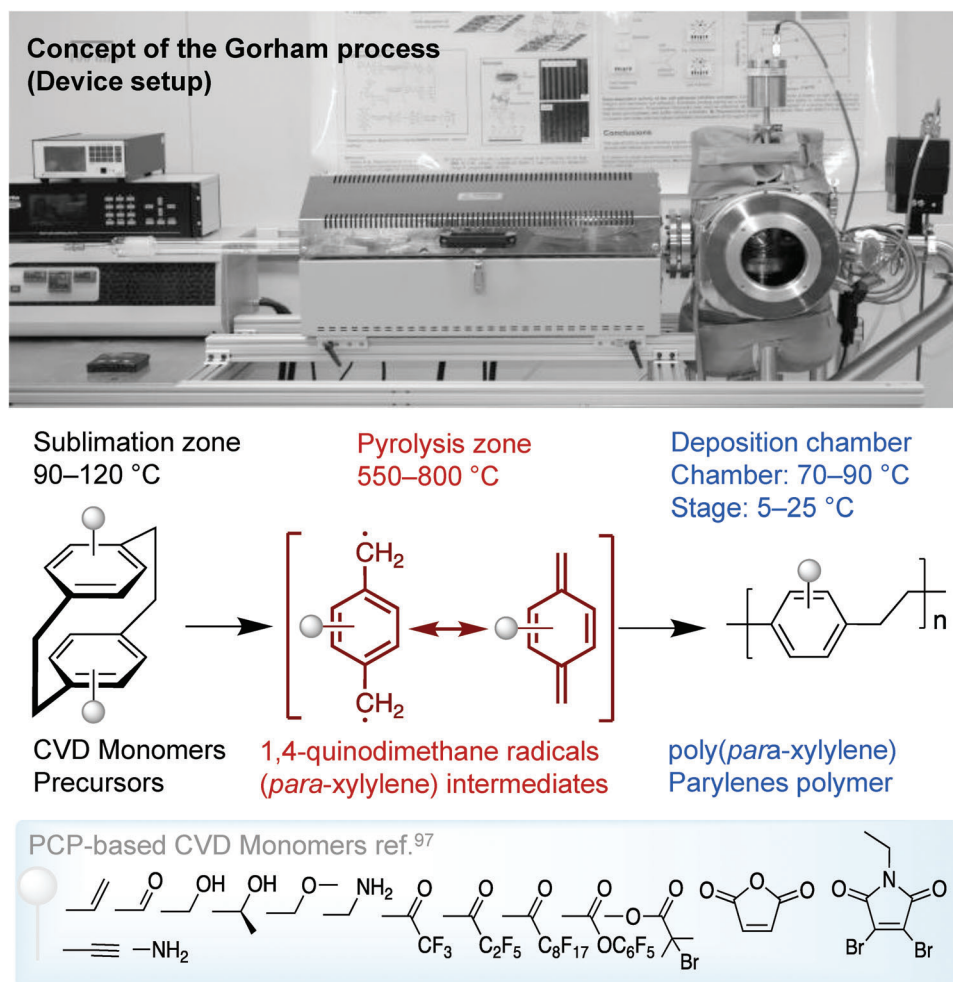 Concept of the Gorham process
(Device setup)
Conclusions
Sublimation zone
90–120 °C
Pyrolysis zone
550–800 °C
Deposition chamber
Chamber: 70–90 °C
Stage: 5–25 °C
CH2
CH2
n
CVD Monomers
Precursors
1,4-quinodimethane radicals
(para-xylylene) intermediates
poly(para-xylylene)
Parylenes polymer
PCP-based CVD Monomers ref.97
O
OH
OH
O
NH2
O
CF3
O
C2F5
O
C8F17
O
OC6F5
O
O
Br
O
O
O
N
O
O
Br
Br
NH2